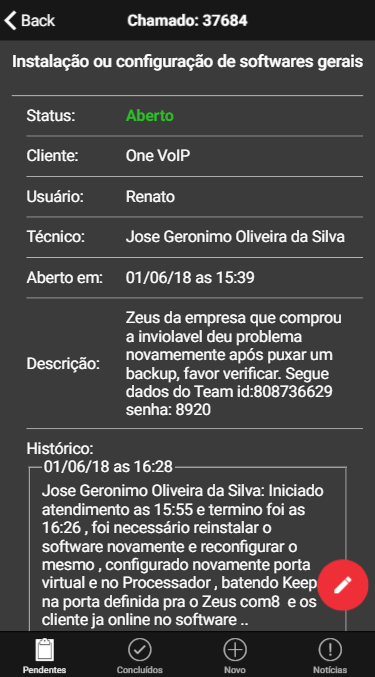 Back
Chamado: 37684
Instalação ou configuração de softwares gerais
Status: Aberto
Cliente: One VoIP
Usuário: Renato
Técnico: Jose Geronimo Oliveira da Silva
Aberto em: 01/06/18 as 15:39
Descrição:
Zeus da empresa que comprou
a inviolavel deu problema
novamemente após puxar um
backup, favor verificar. Segue
dados do Team id:808736629
senha: 8920
Histórico:
01/06/18 as 16:28
Jose Geronimo Oliveira da Silva: Iniciado
atendimento as 15:55 e termino foi as
16:26 , foi necessário reinstalar o
software novamente e reconfigurar o
mesmo , configurado novamente porta
virtual e no Processador , batendo Keep
na porta definida pra o Zeus com8 e os
cliente ja online no software ..
Pendentes
Concluídos
Novo
Notícias